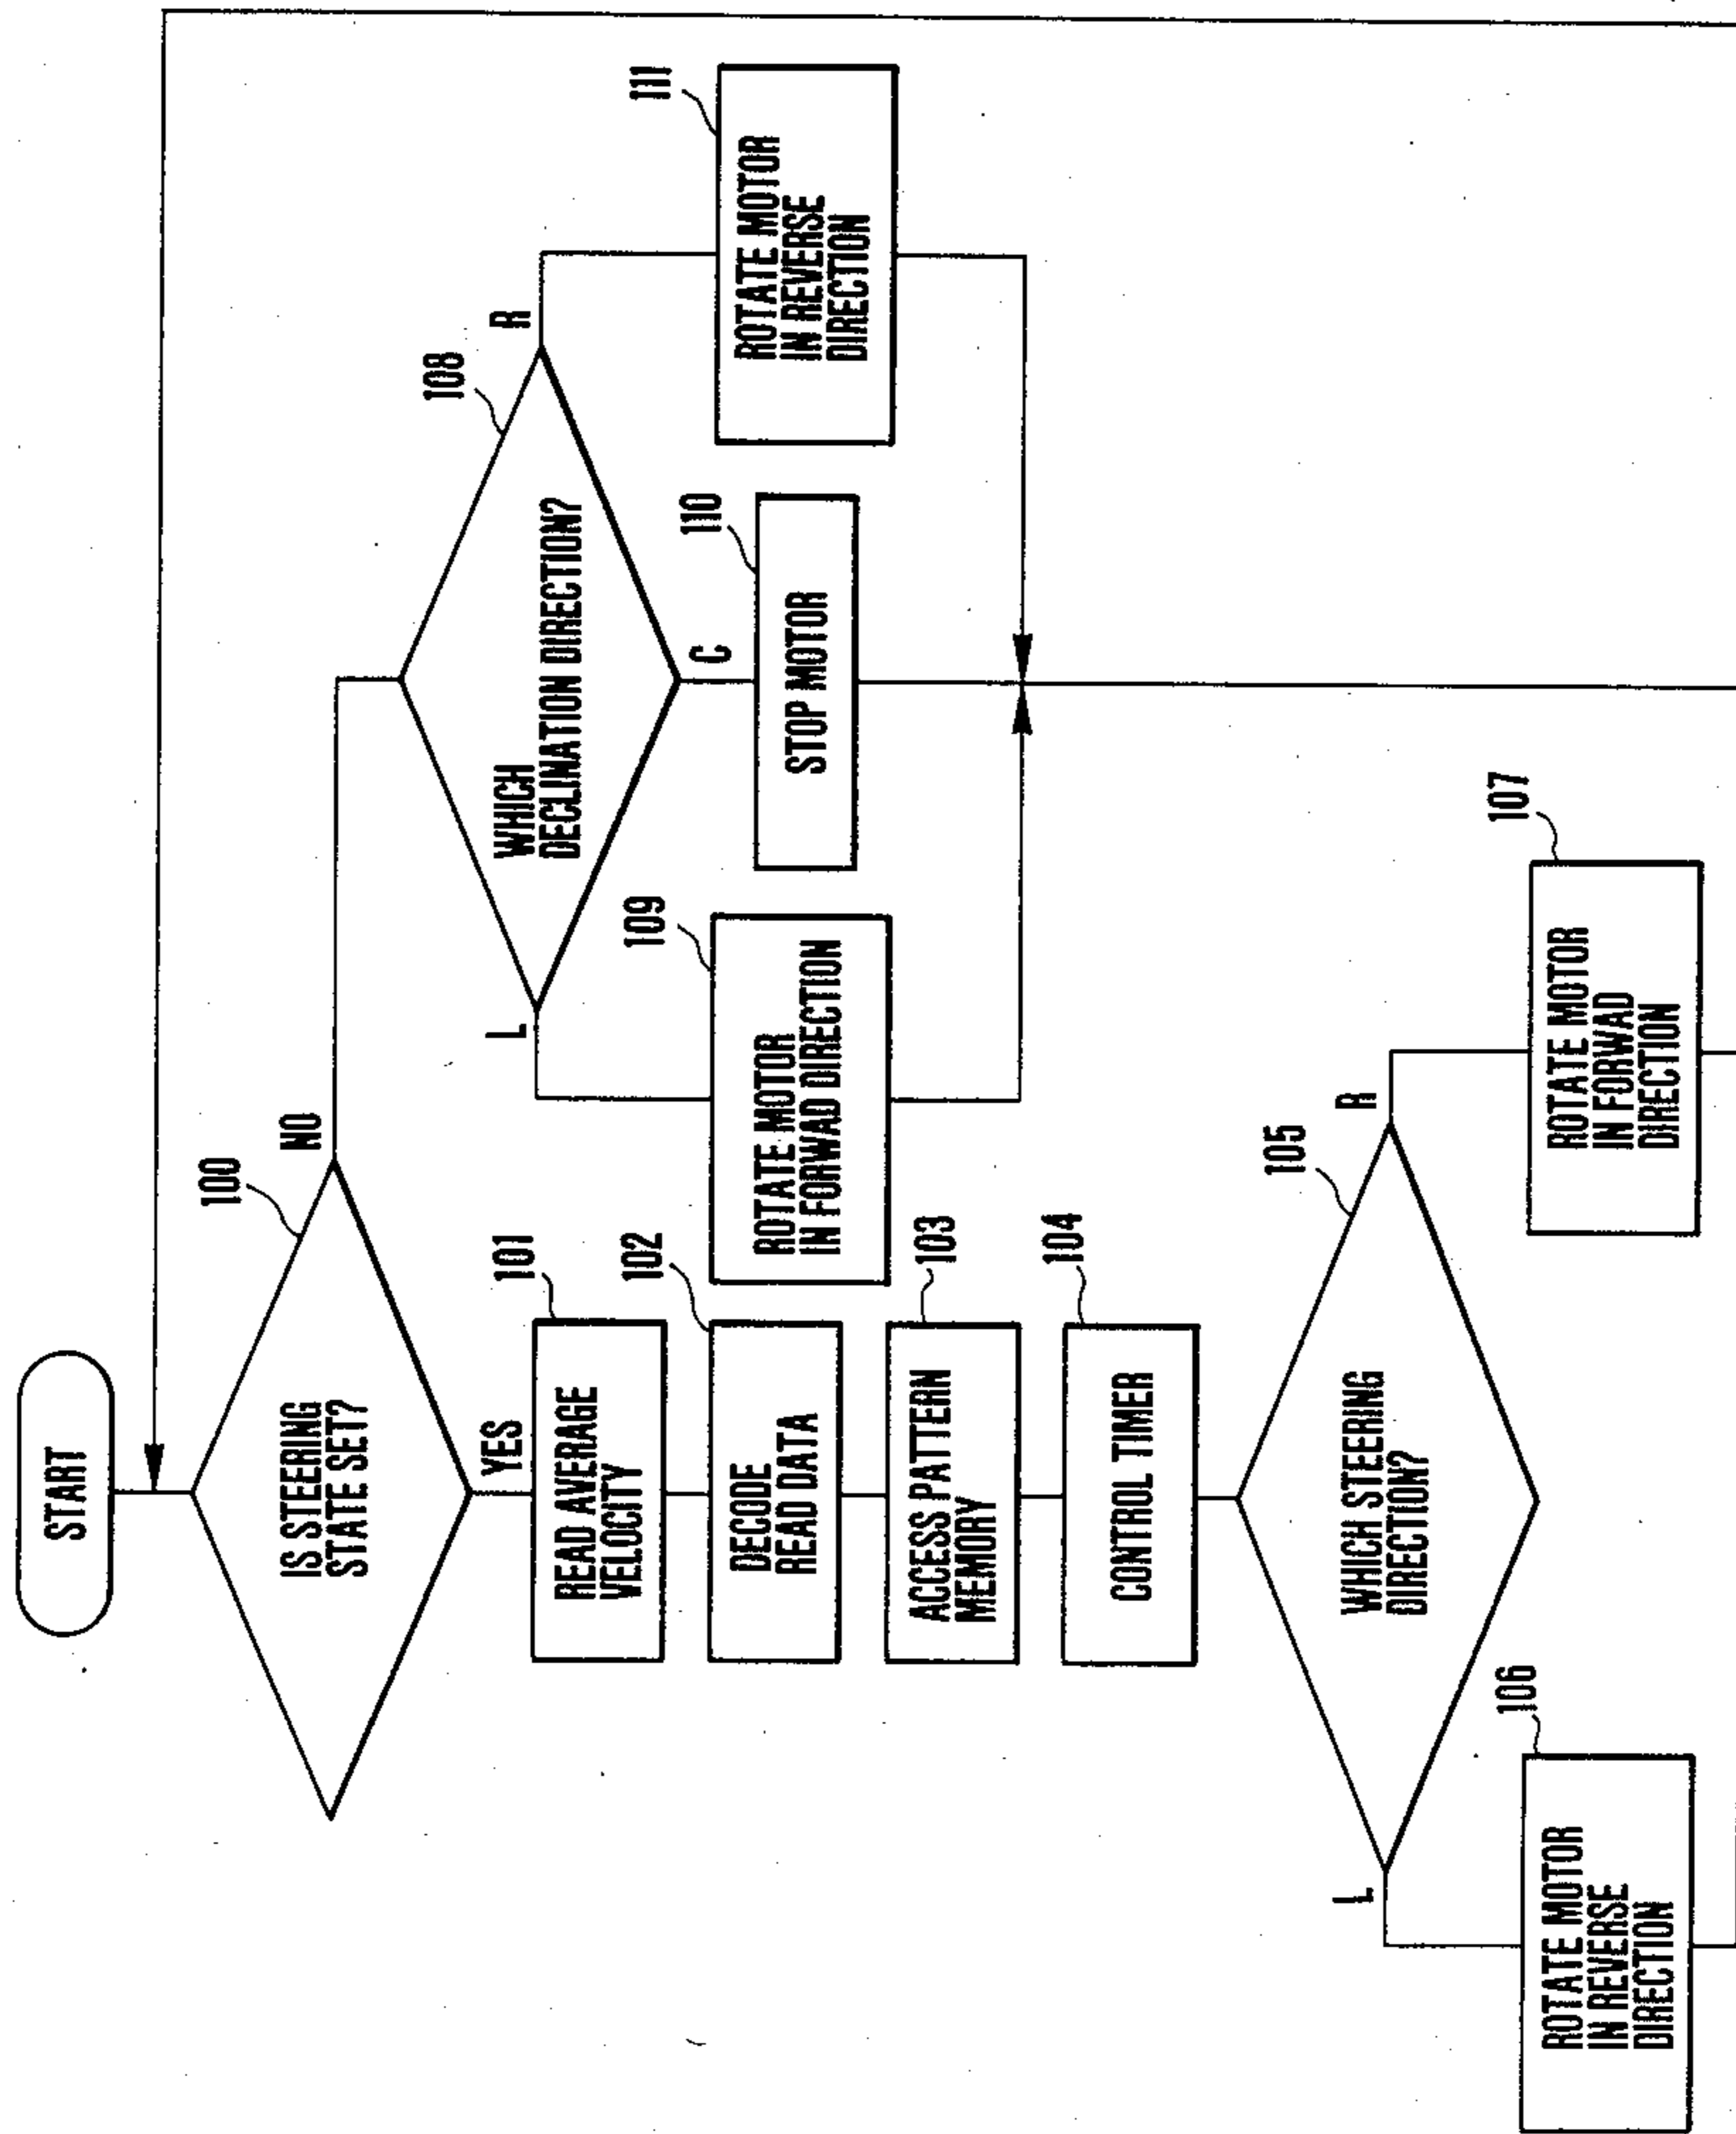 START
100
IS STEERING
STATE SET?
NO
YES
101
READ AVERAGE
VELOCITY
102
DECODE
READ DATA
103
ACCESS PATTERN
MEMORY
104
CONTROL TIMER
105
WHICH STEERING
DIRECTION?
L
R
106
ROTATE MOTOR
IN REVERSE
DIRECTION
107
ROTATE MOTOR
IN FORWAD
DIRECTION
108
WHICH
DECLINATION DIRECTION?
L
C
R
109
ROTATE MOTOR
IN FORWAD DIRECTION
110
STOP MOTOR
111
ROTATE MOTOR
IN REVERSE
DIRECTION